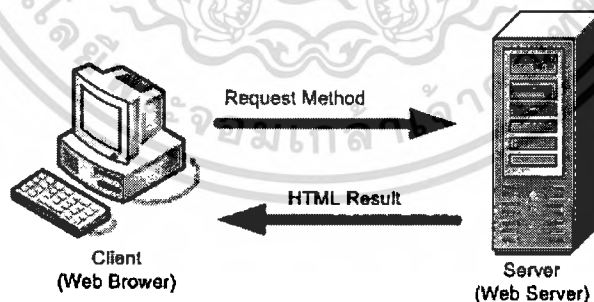 Request Method
HTML Result
Client
(Web Brower)
Server
(Web Server)